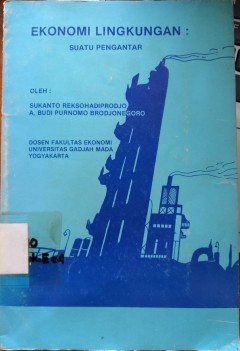 EKONOMI LINGKUNGAN :
SUATU PENGANTAR
OLEH :
SUKANTO REKSOHADIPRODJO
A. BUDI PURNOMO BRODJONEGORO
DOSEN FAKULTAS EKONOMI
UNIVERSITAS GADJAH MADA
YOGYAKARTA